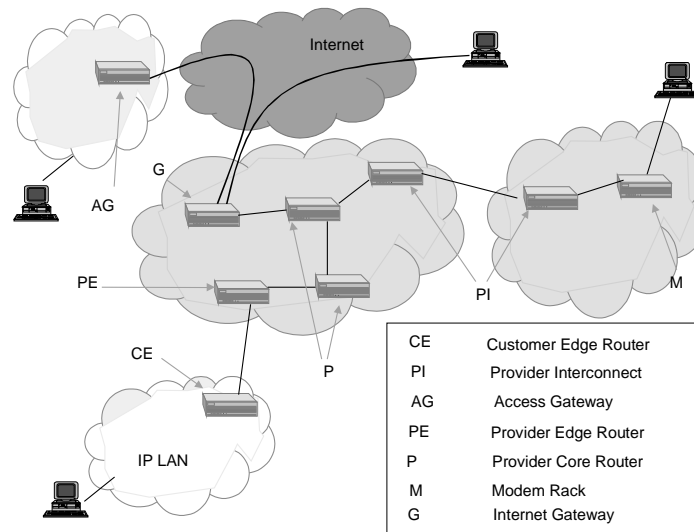 Internet
G
AG
PE
PI
M
CE
P
IP LAN
CE Customer Edge Router
PI Provider Interconnect
AG Access Gateway
PE Provider Edge Router
P Provider Core Router
M Modem Rack
G Internet Gateway